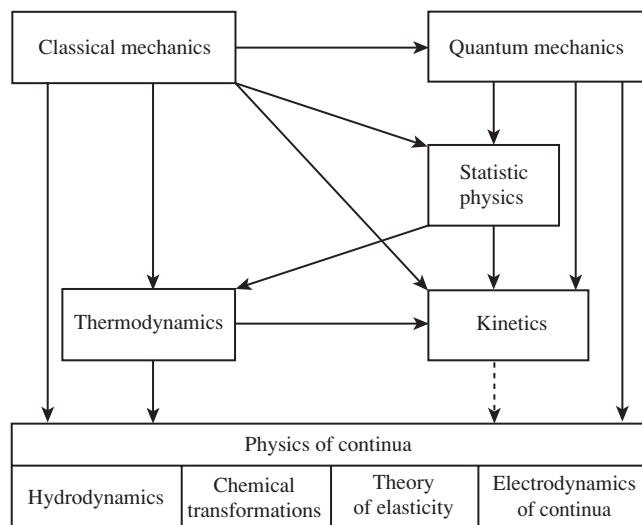 Classical mechanics
Quantum mechanics
Statistic
physics
Thermodynamics
Kinetics
Physics of continua
Hydrodynamics
Chemical
transformations
Theory
of elasticity
Electrodynamics
of continua